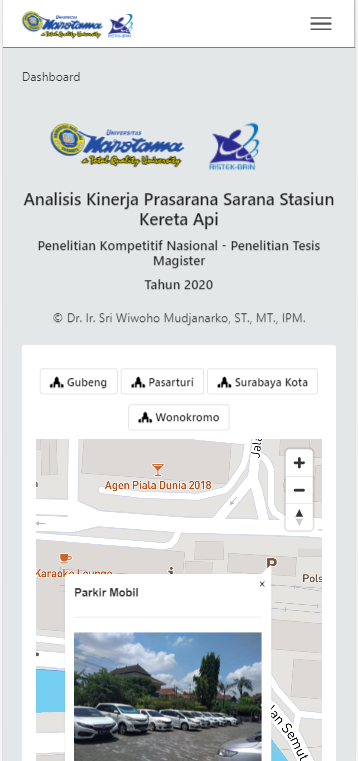 UNIVERSITAS
Narotama
a Total Quality University
RISTEK-BRIN
Dashboard
UNIVERSITAS
Narotama
a Total Quality University
RISTEK-BRIN
Analisis Kinerja Prasarana Sarana Stasiun
Kereta Api
Penelitian Kompetitif Nasional - Penelitian Tesis
Magister
Tahun 2020
© Dr. Ir. Sri Wiwoho Mudjanarko, ST., MT., IPM.
Gubeng
Pasarturi
Surabaya Kota
Wonokromo
Jala
Agen Piala Dunia 2018
Karaoke Lounge
P
Pols
Parkir Mobil
×
lan Semut